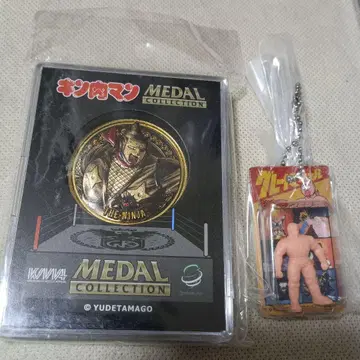 キン肉マン MEDAL
COLLECTION
THE-NINJA
MEDAL
COLLECTION
© YUDETAMAGO